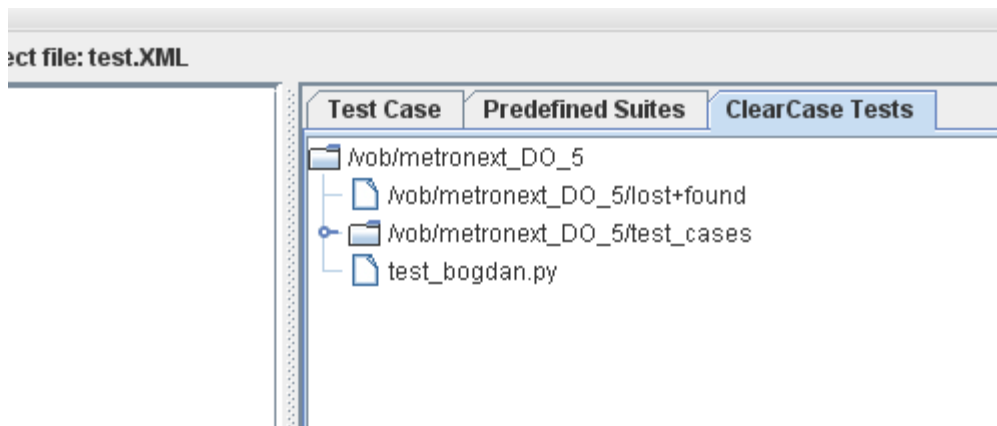 ect file: test.XML
Test Case Predefined Suites ClearCase Tests
/vob/metronext_DO_5
/vob/metronext_DO_5/lost+found
/vob/metronext_DO_5/test_cases
test_bogdan.py